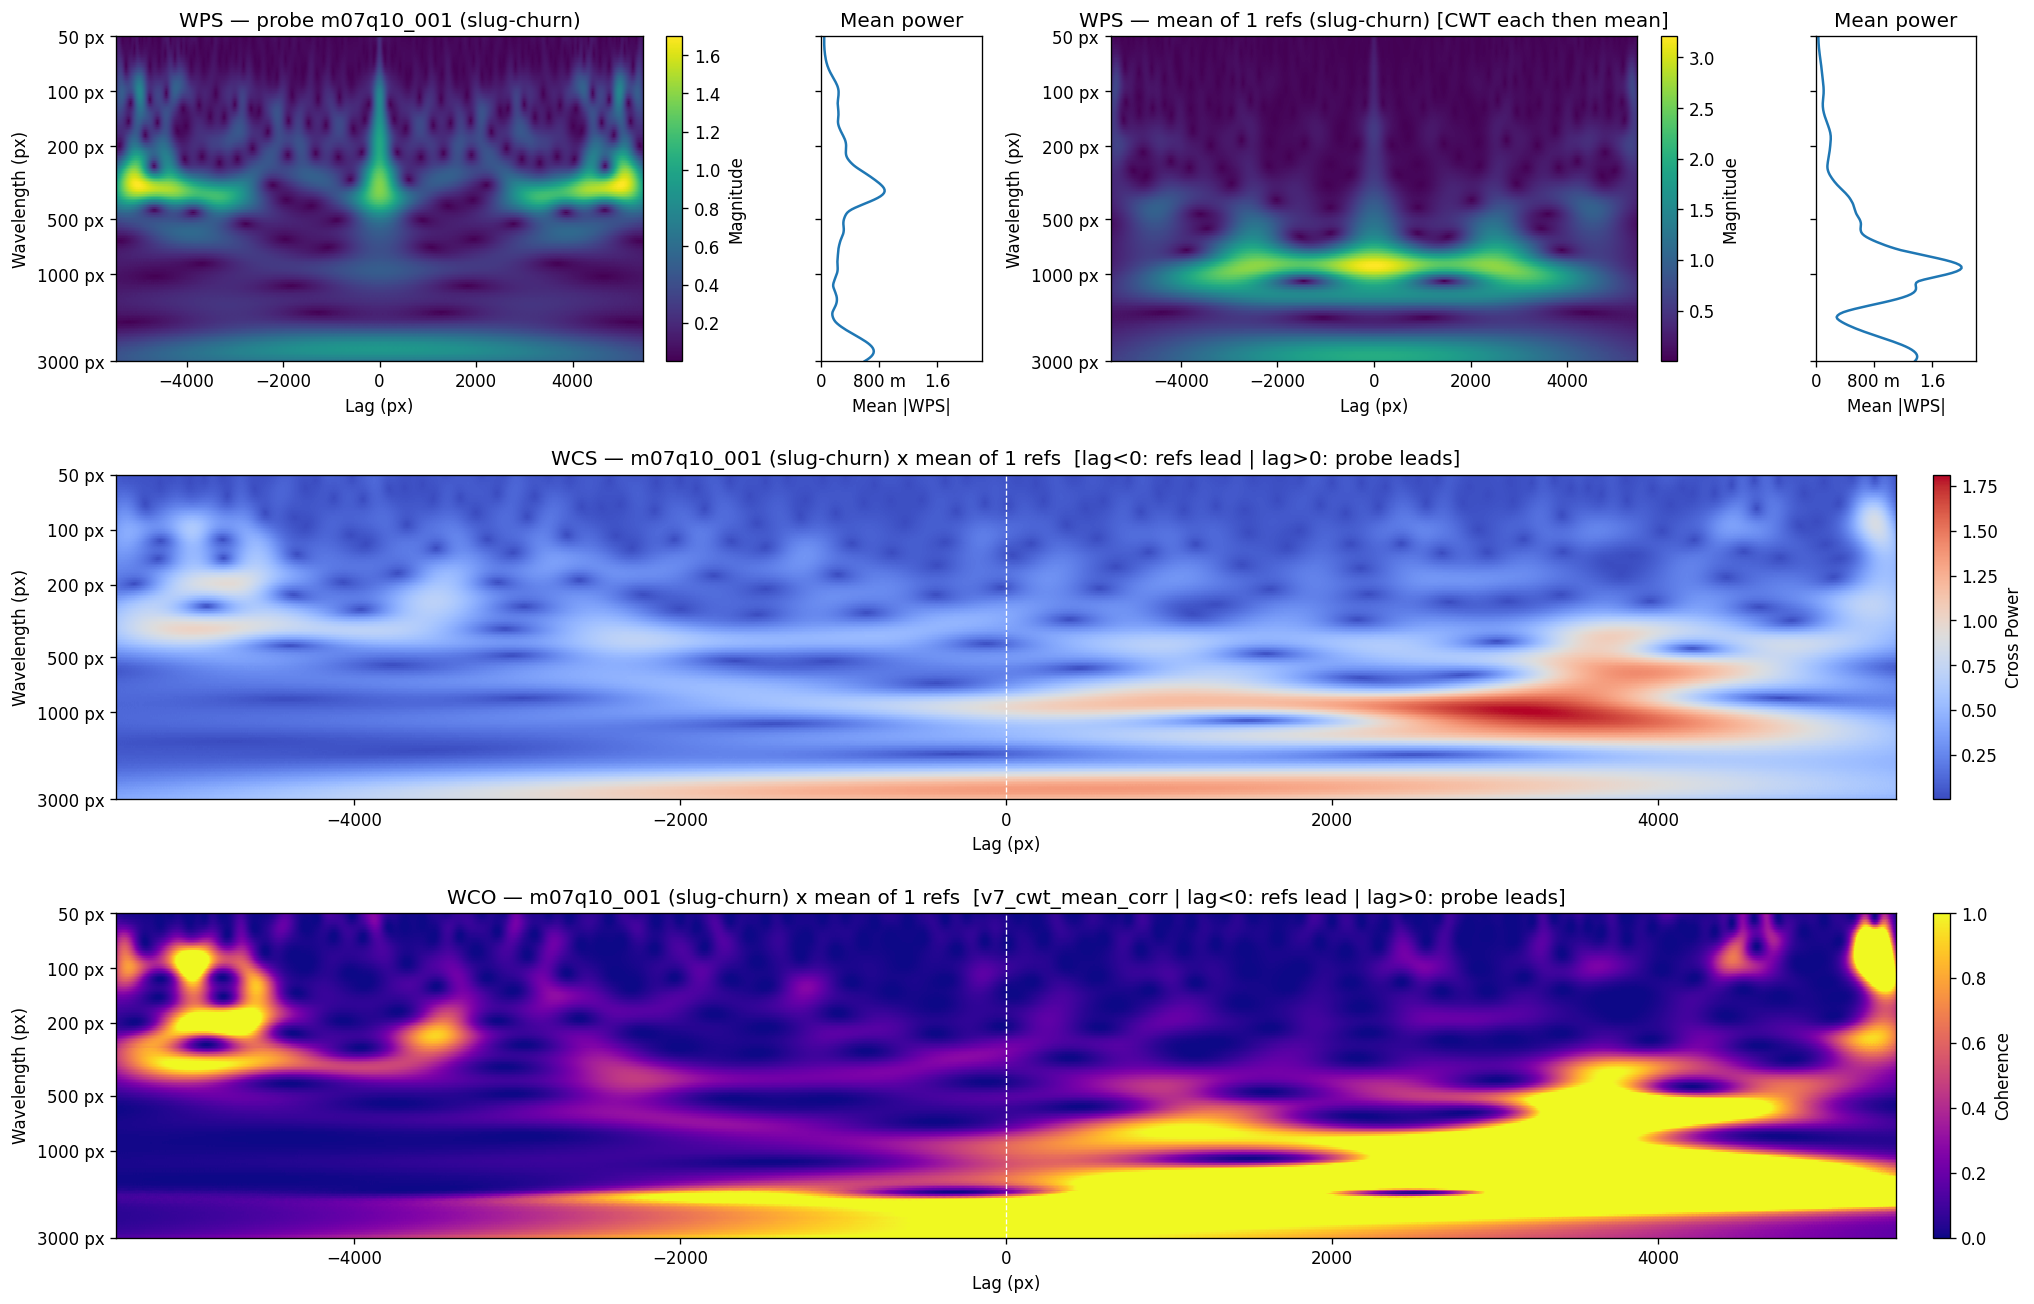 WPS — probe m07q10_001 (slug-churn)
Mean power
WPS — mean of 1 refs (slug-churn) [CWT each then mean]
Mean power
50 px
100 px
200 px
500 px
1000 px
3000 px
Wavelength (px)
−4000
−2000
0
2000
4000
Lag (px)
1.6
1.4
1.2
1.0
0.8
0.6
0.4
0.2
Magnitude
0
800 m
1.6
Mean |WPS|
50 px
100 px
200 px
500 px
1000 px
3000 px
Wavelength (px)
−4000
−2000
0
2000
4000
Lag (px)
3.0
2.5
2.0
1.5
1.0
0.5
Magnitude
0
800 m
1.6
Mean |WPS|
WCS — m07q10_001 (slug-churn) x mean of 1 refs  [lag<0: refs lead | lag>0: probe leads]
50 px
100 px
200 px
500 px
1000 px
3000 px
Wavelength (px)
−4000
−2000
0
2000
4000
Lag (px)
1.75
1.50
1.25
1.00
0.75
0.50
0.25
Cross Power
WCO — m07q10_001 (slug-churn) x mean of 1 refs  [v7_cwt_mean_corr | lag<0: refs lead | lag>0: probe leads]
50 px
100 px
200 px
500 px
1000 px
3000 px
Wavelength (px)
−4000
−2000
0
2000
4000
Lag (px)
1.0
0.8
0.6
0.4
0.2
0.0
Coherence